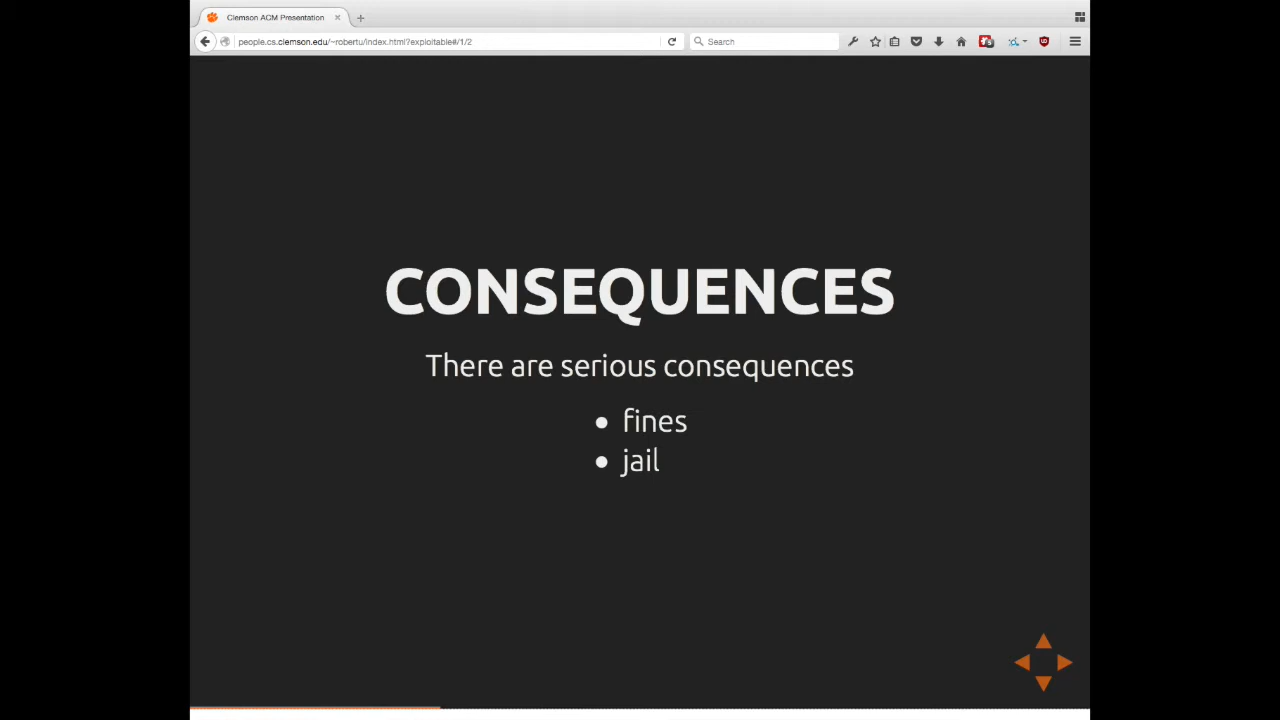 Clemson ACM Presentation
people.cs.clemson.edu/~robertu/index.html?exploitable#/1/2
Search
CONSEQUENCES
There are serious consequences
• fines
• jail